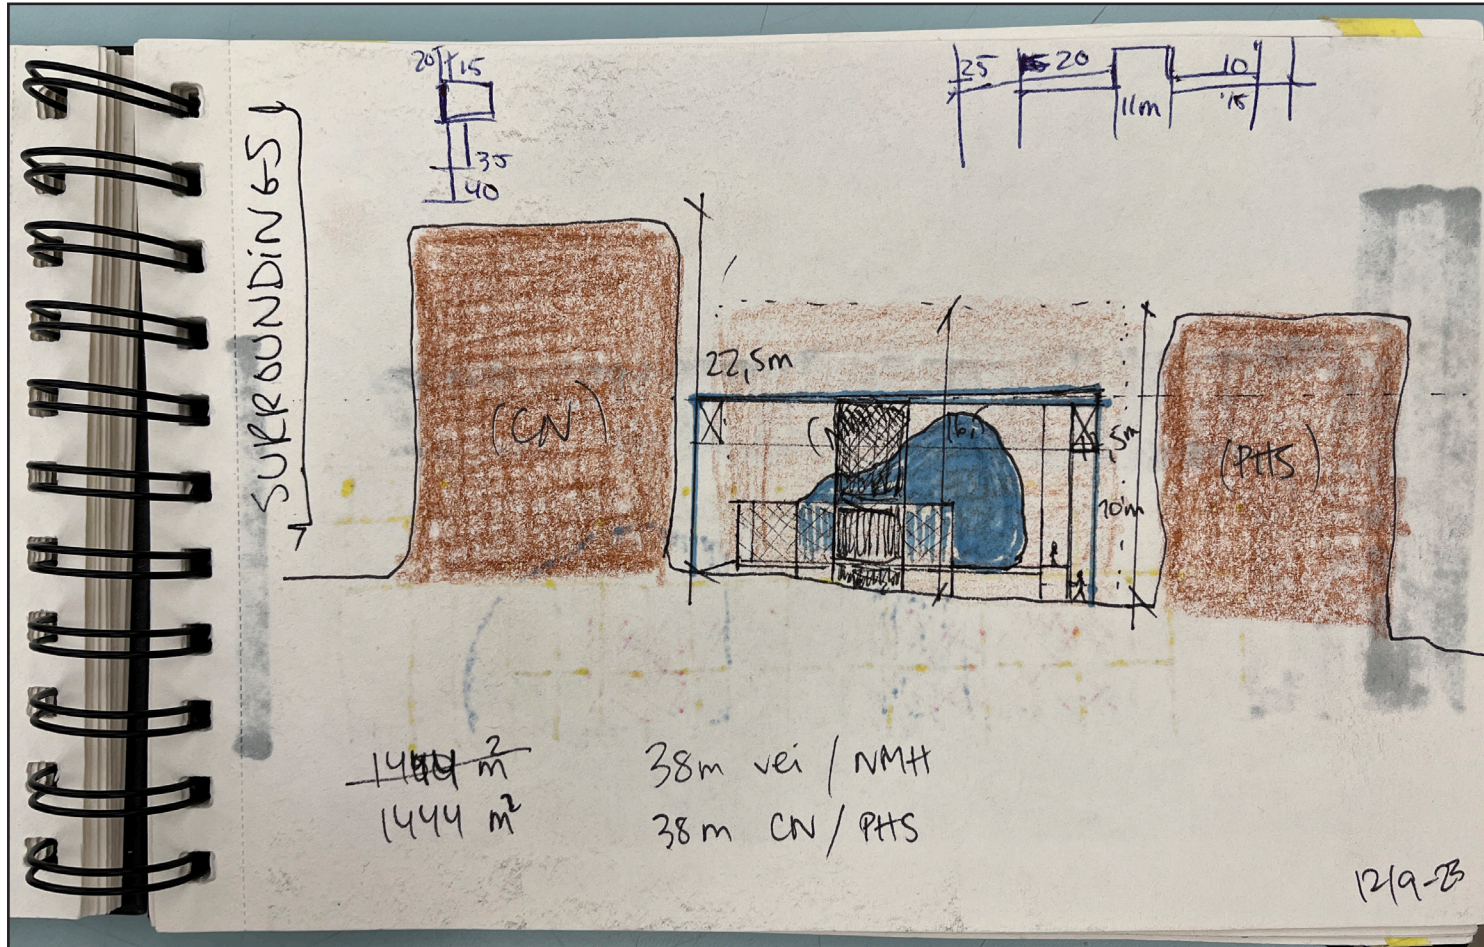 SURROUNDINGS
20 15
35
40
25 20
10
11m 15
22,5m
(CN)
(PHS)
10m
1444 m²
1444 m²
38m vei / NMH
38m CN / PHS
12/9-23